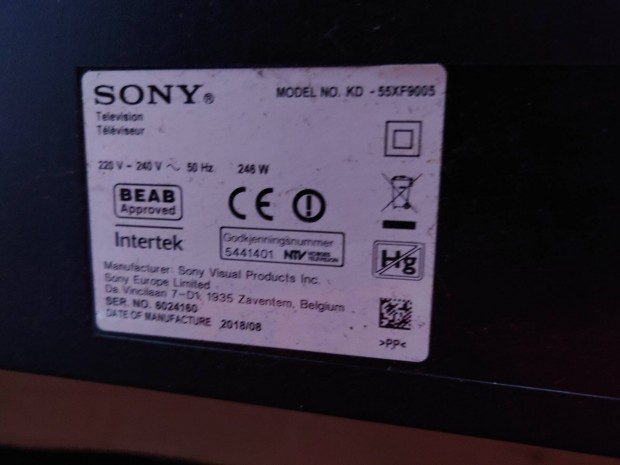 SONY®
MODEL NO. KD - 55XF9005
Television
Téléviseur
220 V - 240 V ~ 50 Hz 246 W
BEAB
Approved
CE
Intertek
Godkjenningsnummer
5441401 NTV NORGES TELEVISION
Hg
Manufacturer: Sony Visual Products Inc.
Sony Europe Limited
Da Vincilaan 7-D1, 1935 Zaventem, Belgium
SER. NO. 6024160
DATE OF MANUFACTURE 2018/08
>PP<